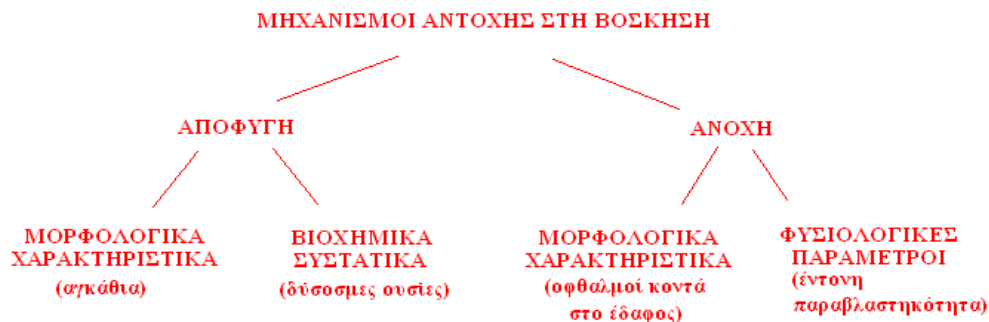 ΜΗΧΑΝΙΣΜΟΙ ΑΝΤΟΧΗΣ ΣΤΗ ΒΟΣΚΗΣΗ
ΑΠΟΦΥΓΗ
ΑΝΟΧΗ
ΜΟΡΦΟΛΟΓΙΚΑ
ΧΑΡΑΚΤΗΡΙΣΤΙΚΑ
(αγκάθια)
ΒΙΟΧΗΜΙΚΑ
ΣΥΣΤΑΤΙΚΑ
(δύσοσμες ουσίες)
ΜΟΡΦΟΛΟΓΙΚΑ
ΧΑΡΑΚΤΗΡΙΣΤΙΚΑ
(οφθαλμοί κοντά
στο έδαφος)
ΦΥΣΙΟΛΟΓΙΚΕΣ
ΠΑΡΑΜΕΤΡΟΙ
(έντονη
παραβλαστηκότητα)